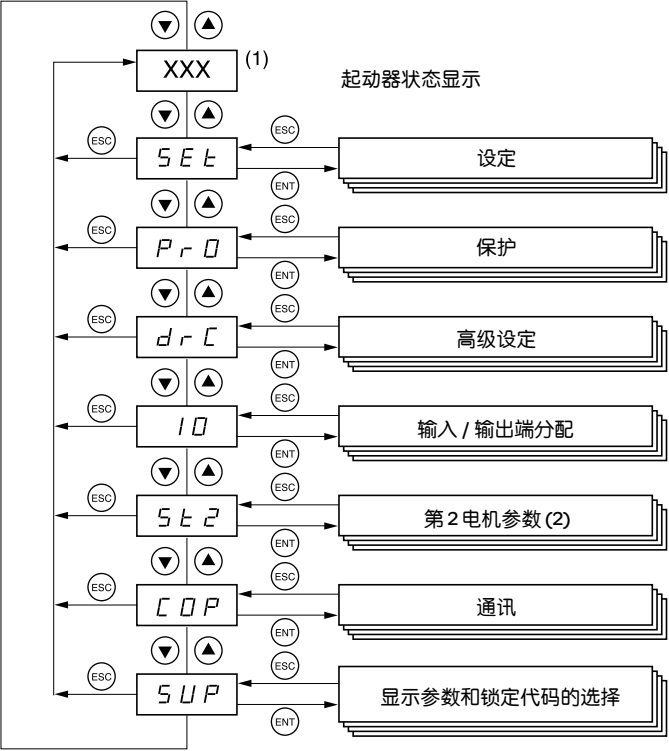 XXX (1)
起动器状态显示
ESC
ESC
SEt
设定
ENT
ESC
ESC
PrO
保护
ENT
ESC
ESC
drC
高级设定
ENT
ESC
ESC
IO
输入 / 输出端分配
ENT
ESC
ESC
St2
第2电机参数(2)
ENT
ESC
ESC
COP
通讯
ENT
ESC
ESC
SUP
显示参数和锁定代码的选择
ENT